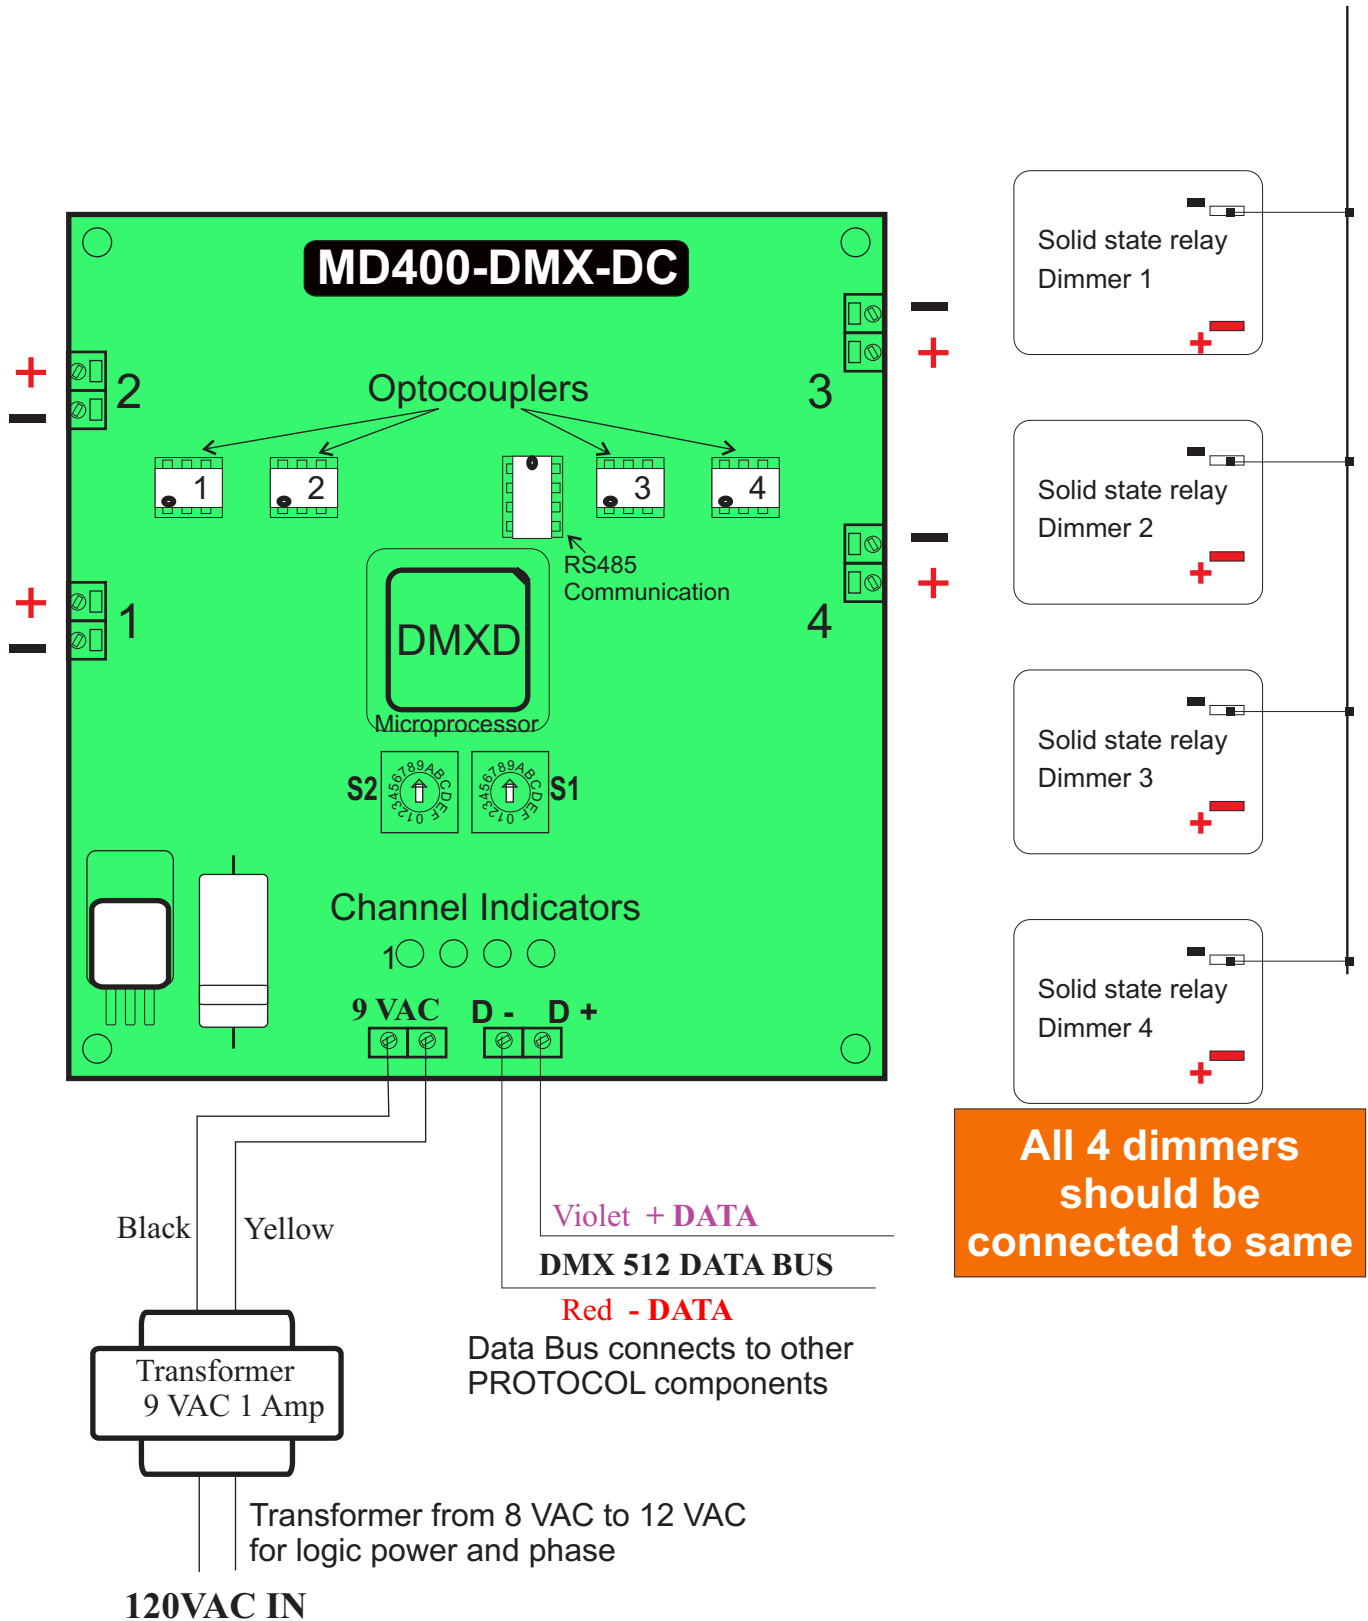 MD400-DMX-DC
+
-
2
Optocouplers
3
-
+
1
2
3
4
RS485
Communication
+
-
1
DMXD
Microprocessor
4
-
+
S2
0123456789ABCDEF
0123456789ABCDEF
S1
Channel Indicators
1
9 VAC
D -
D +
Black
Yellow
Violet + DATA
DMX 512 DATA BUS
Red - DATA
Data Bus connects to other
PROTOCOL components
Transformer
9 VAC 1 Amp
Transformer from 8 VAC to 12 VAC
for logic power and phase
120VAC IN
-
Solid state relay
Dimmer 1
+
-
Solid state relay
Dimmer 2
+
-
Solid state relay
Dimmer 3
+
-
Solid state relay
Dimmer 4
+
All 4 dimmers
should be
connected to same